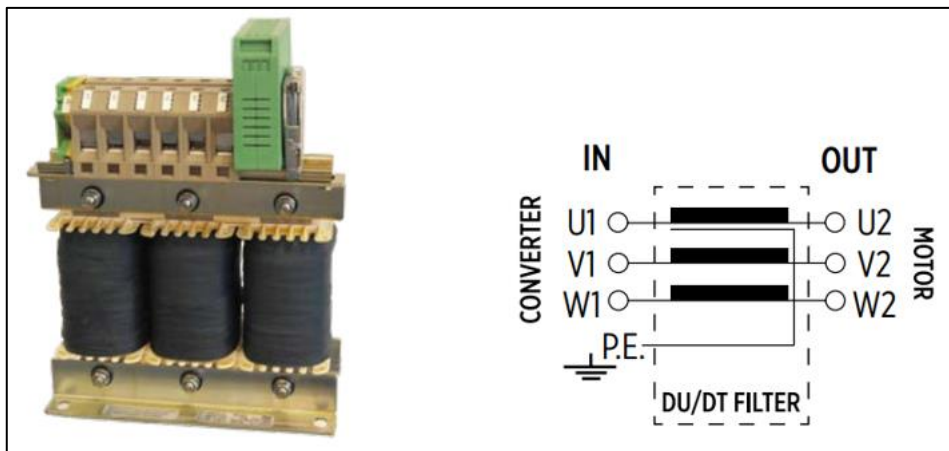 IN
OUT
CONVERTER
U1
U2
V1
V2
W1
W2
MOTOR
P.E.
DU/DT FILTER